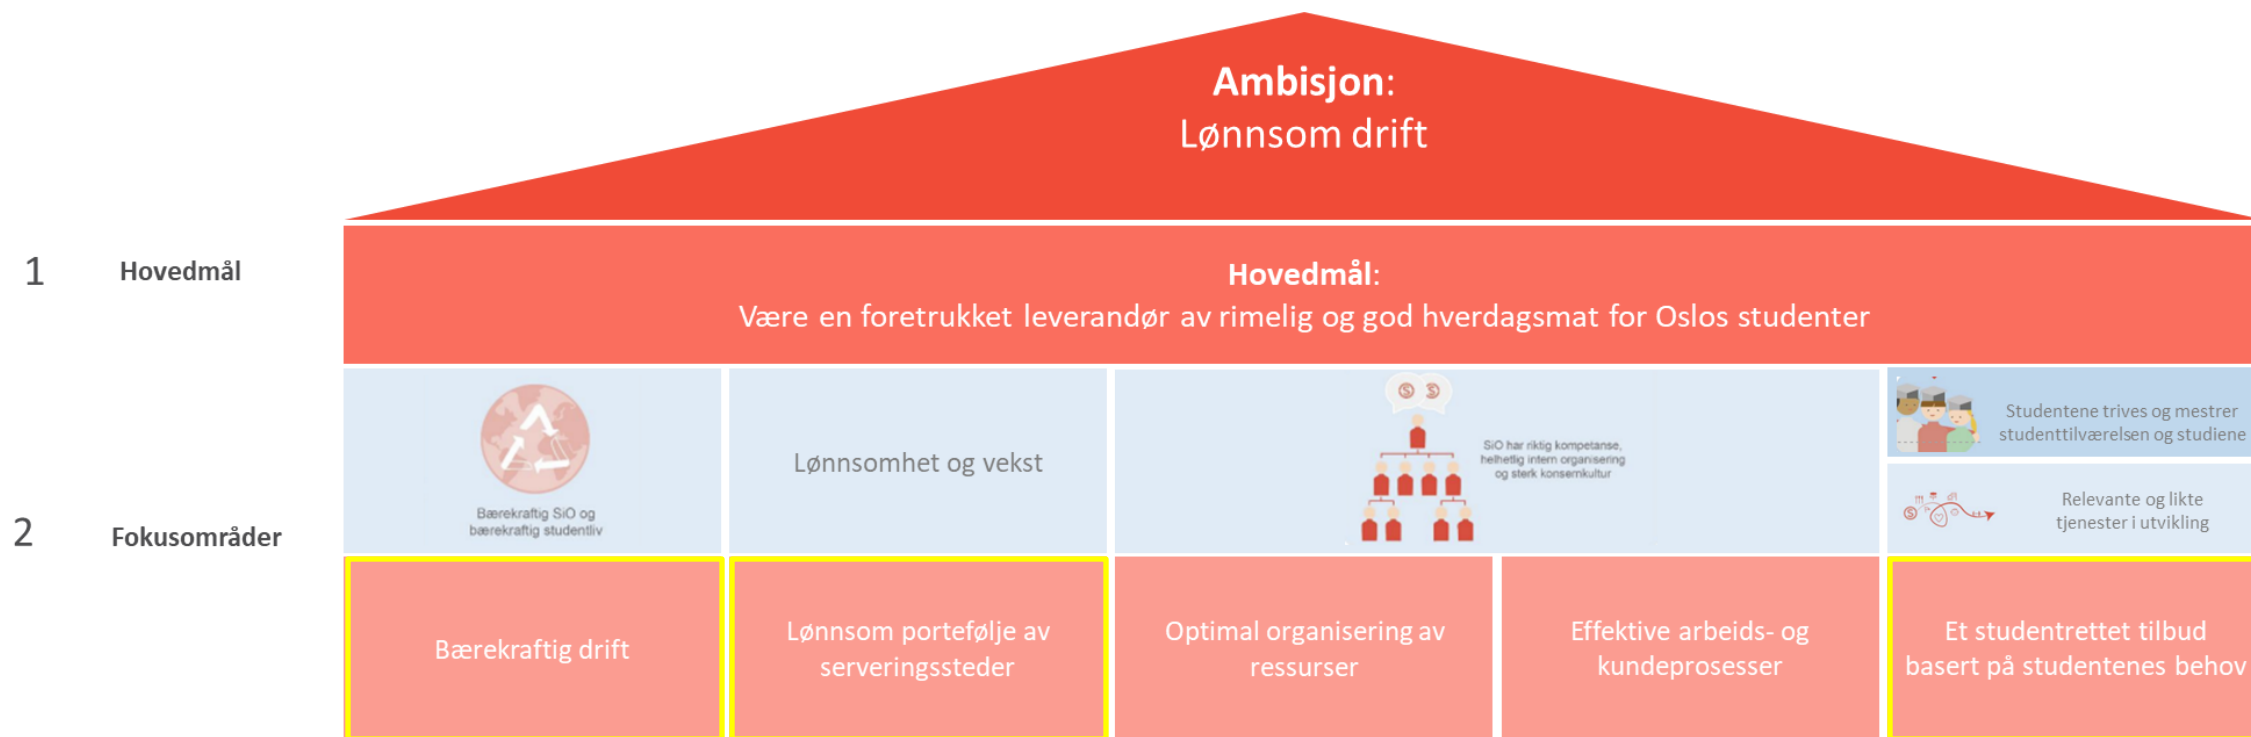 Ambisjon:
Lønnsom drift
1
Hovedmål
Hovedmål:
Være en foretrukket leverandør av rimelig og god hverdagsmat for Oslos studenter
2
Fokusområder
Bærekraftig SiO og
bærekraftig studentliv
Lønnsomhet og vekst
SiO har riktig kompetanse,
helhetlig intern organisering
og sterk konsernkultur
Studentene trives og mestrer
studenttilværelsen og studiene
Relevante og likte
tjenester i utvikling
Bærekraftig drift
Lønnsom portefølje av
serveringssteder
Optimal organisering av
ressurser
Effektive arbeids- og
kundeprosesser
Et studentrettet tilbud
basert på studentenes behov